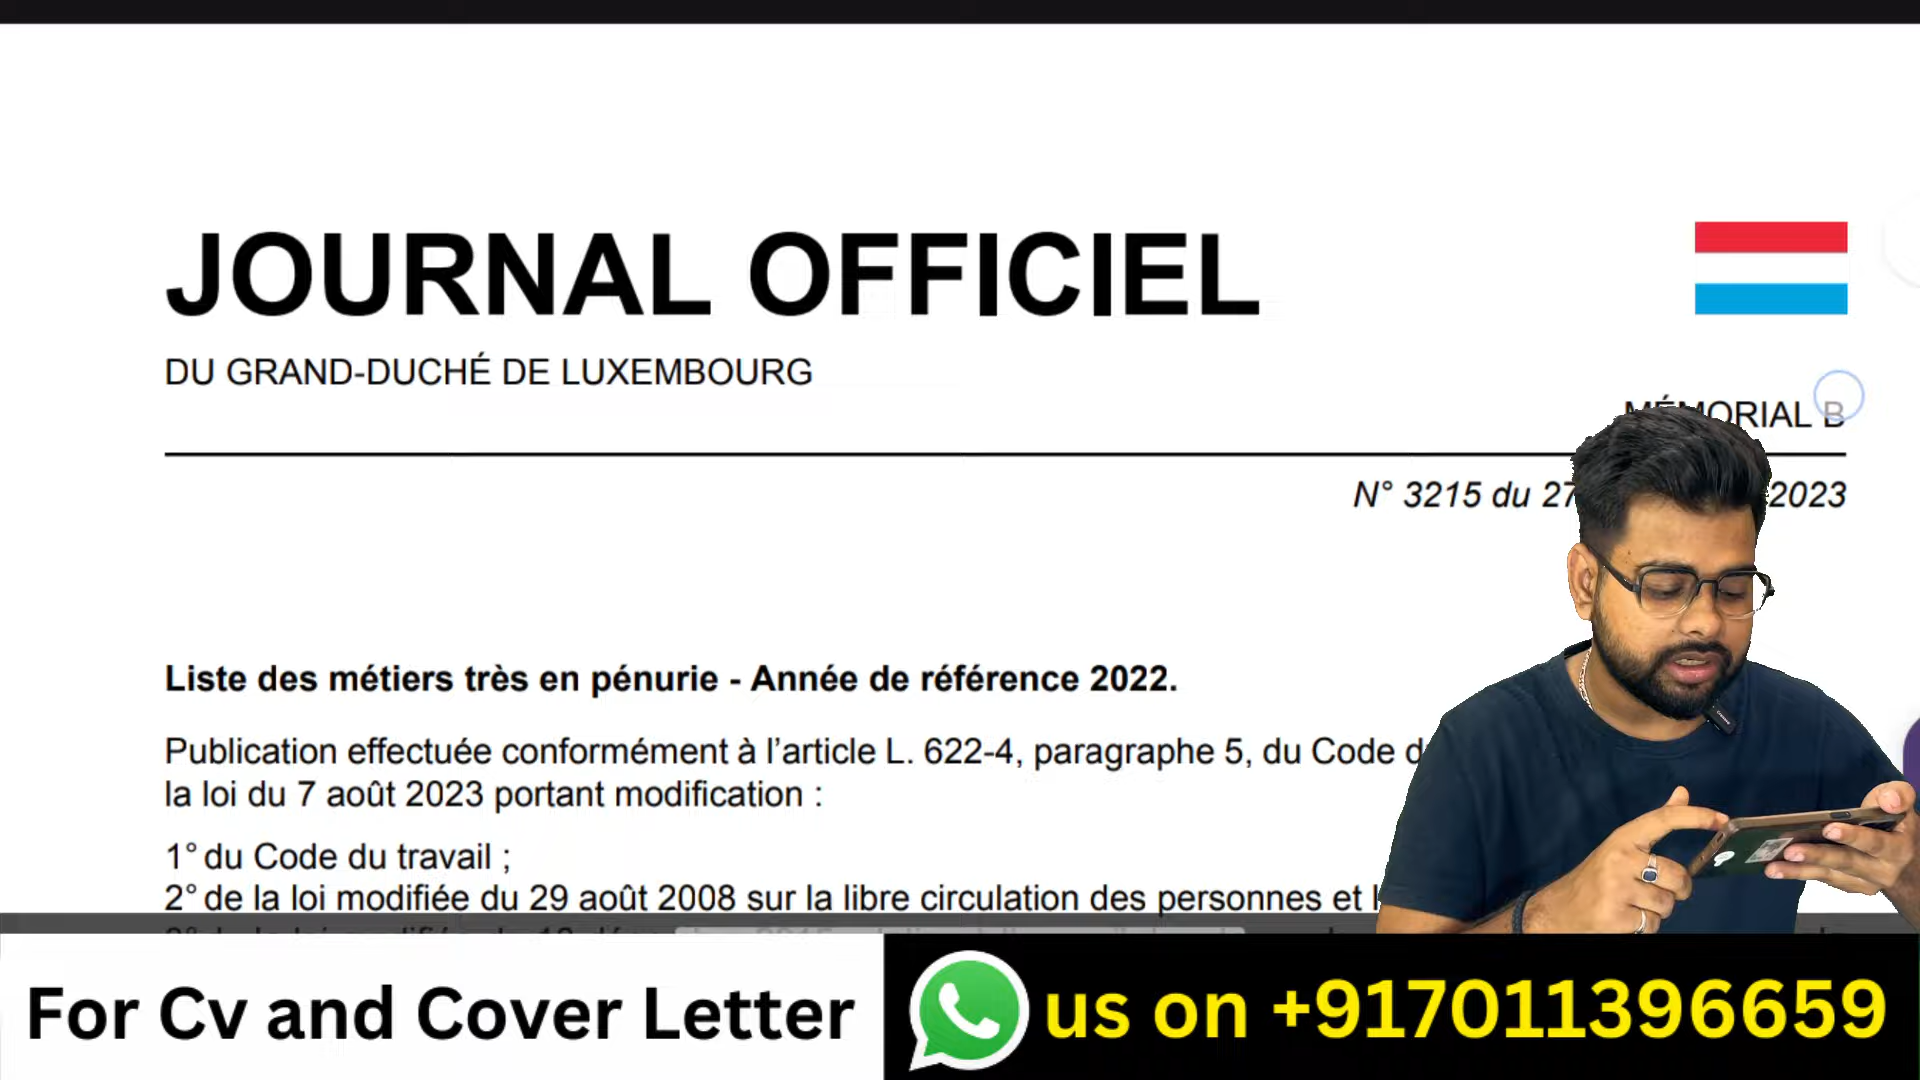 JOURNAL OFFICIEL
DU GRAND-DUCHÉ DE LUXEMBOURG
MÉMORIAL B
N° 3215 du 27 2023
Liste des métiers très en pénurie - Année de référence 2022.
Publication effectuée conformément à l’article L. 622-4, paragraphe 5, du Code
la loi du 7 août 2023 portant modification :
1° du Code du travail ;
2° de la loi modifiée du 29 août 2008 sur la libre circulation des personnes et
For Cv and Cover Letter
us on +917011396659